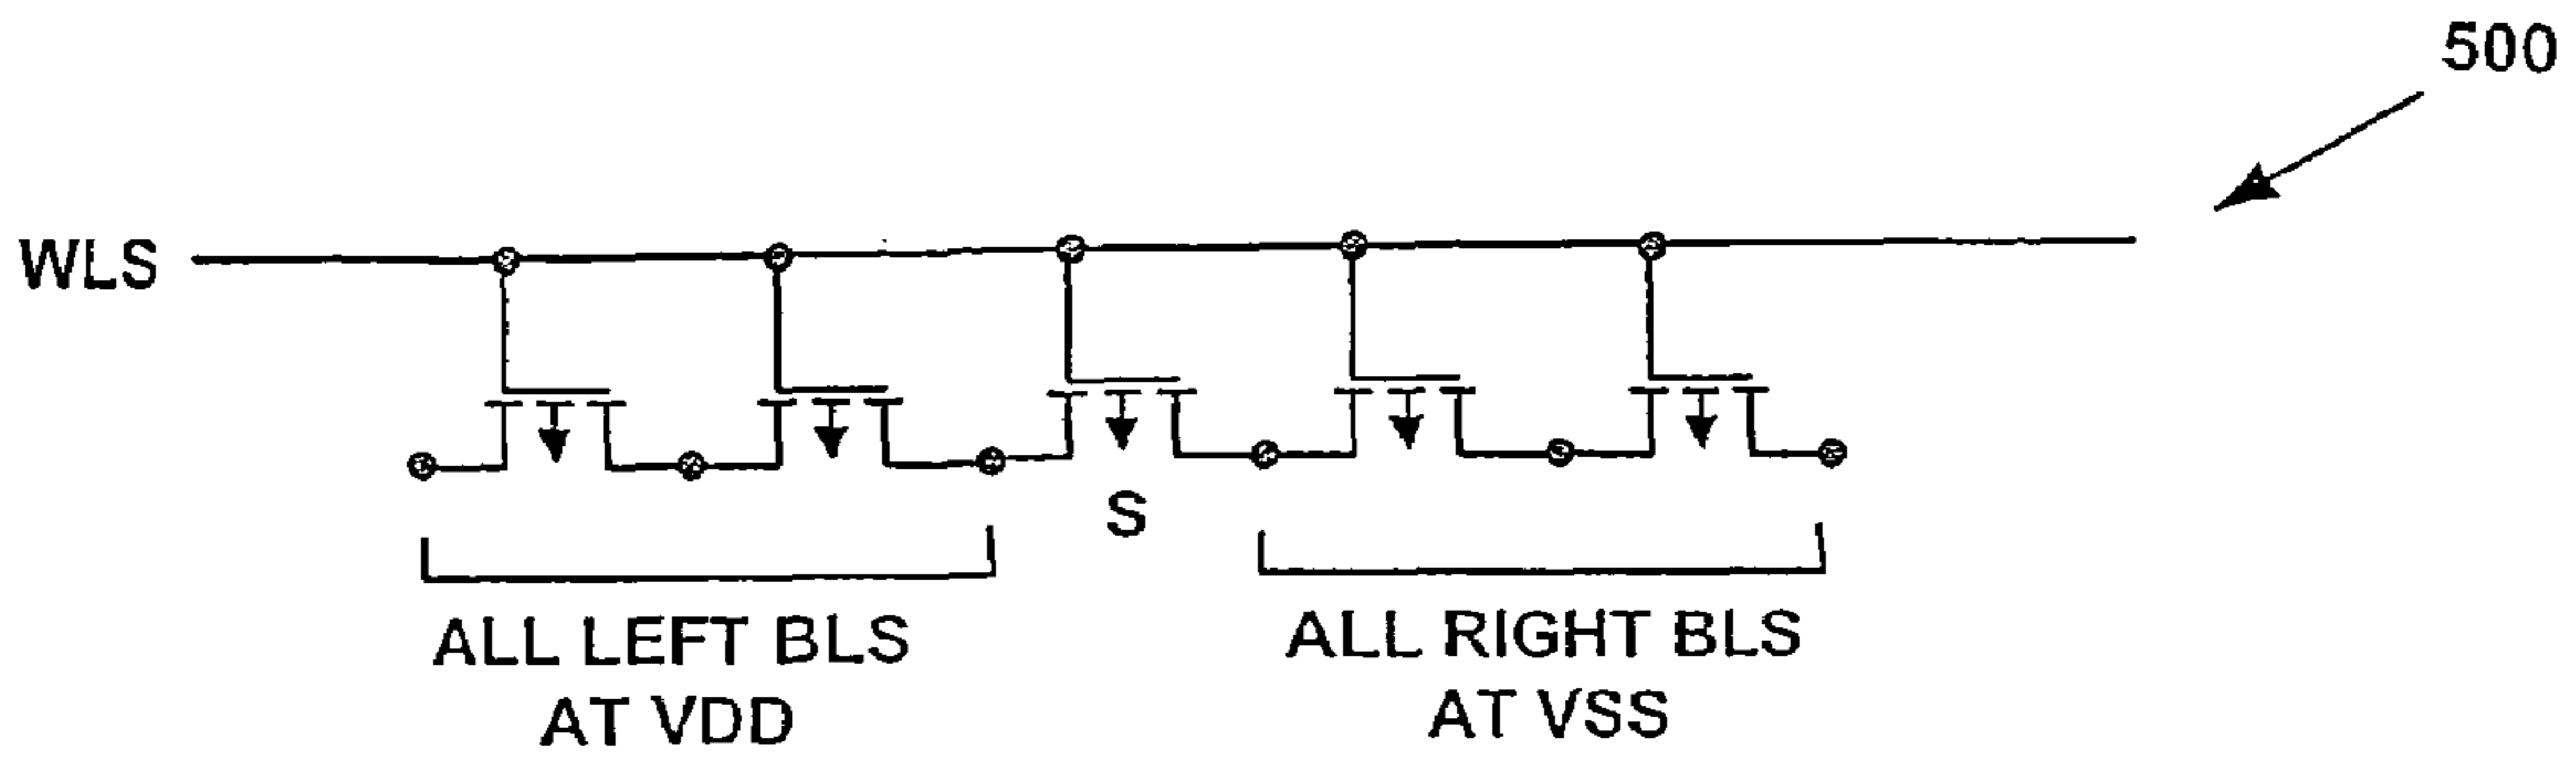 500
WLS
S
ALL LEFT BLS
AT VDD
ALL RIGHT BLS
AT VSS